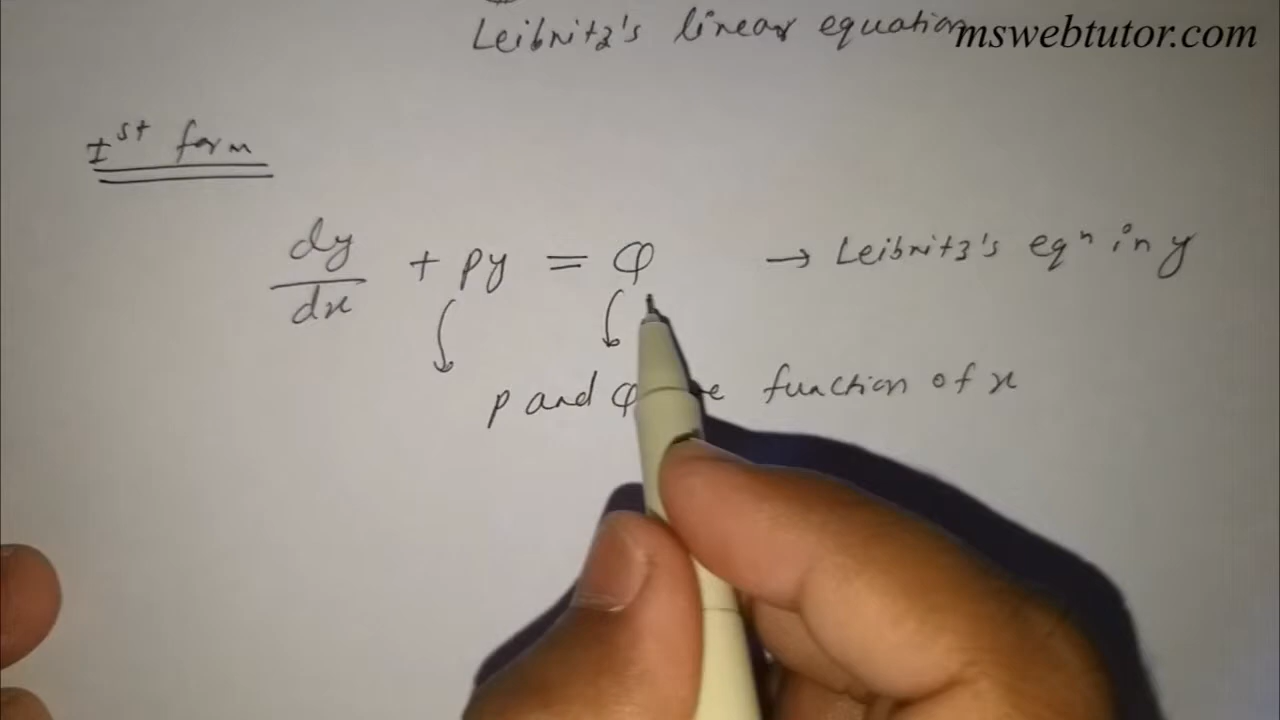 Leibnitz's linear equation
mswebtutor.com
Ist form
dy/dx + py = φ → Leibnitz's eqⁿ in y
p and φ function of x